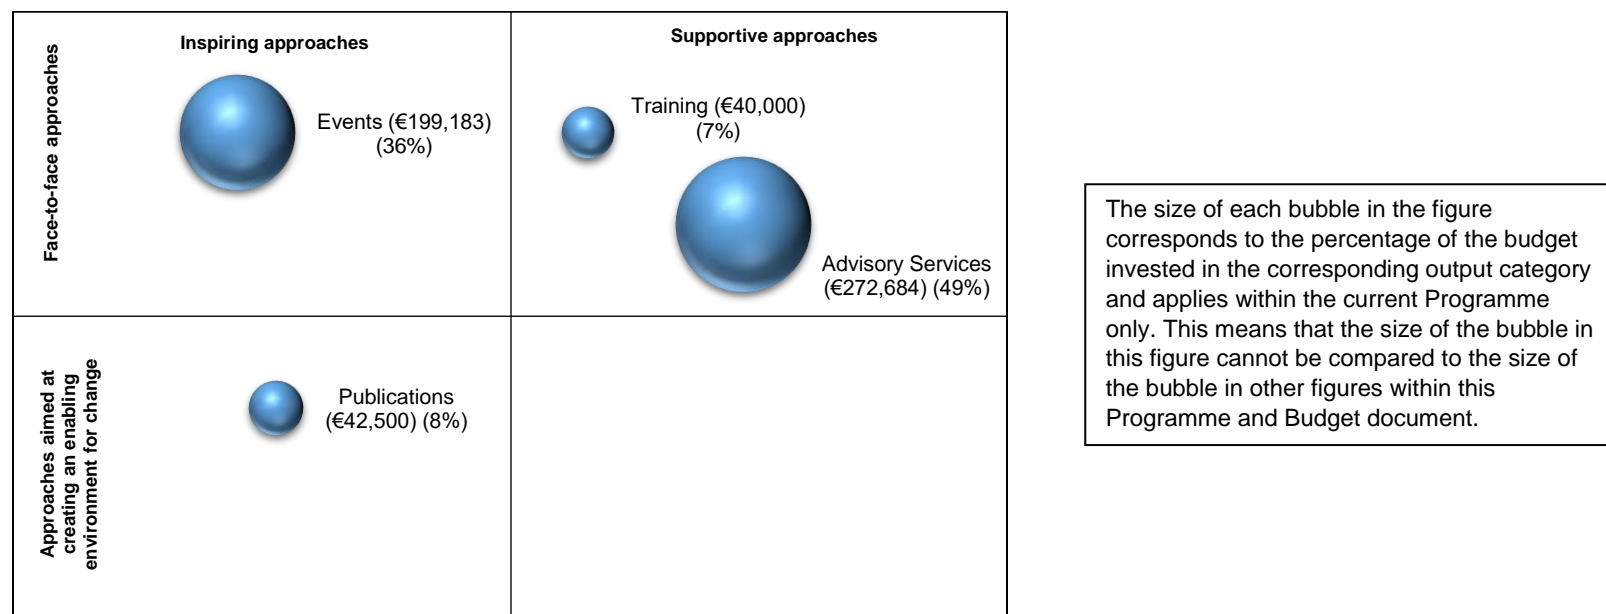 Inspiring approaches
Supportive approaches
Face-to-face approaches
Events (€199,183)
(36%)
Training (€40,000)
(7%)
Advisory Services
(€272,684) (49%)
Approaches aimed at
creating an enabling
environment for change
Publications
(€42,500) (8%)
The size of each bubble in the figure
corresponds to the percentage of the budget
invested in the corresponding output category
and applies within the current Programme
only. This means that the size of the bubble in
this figure cannot be compared to the size of
the bubble in other figures within this
Programme and Budget document.